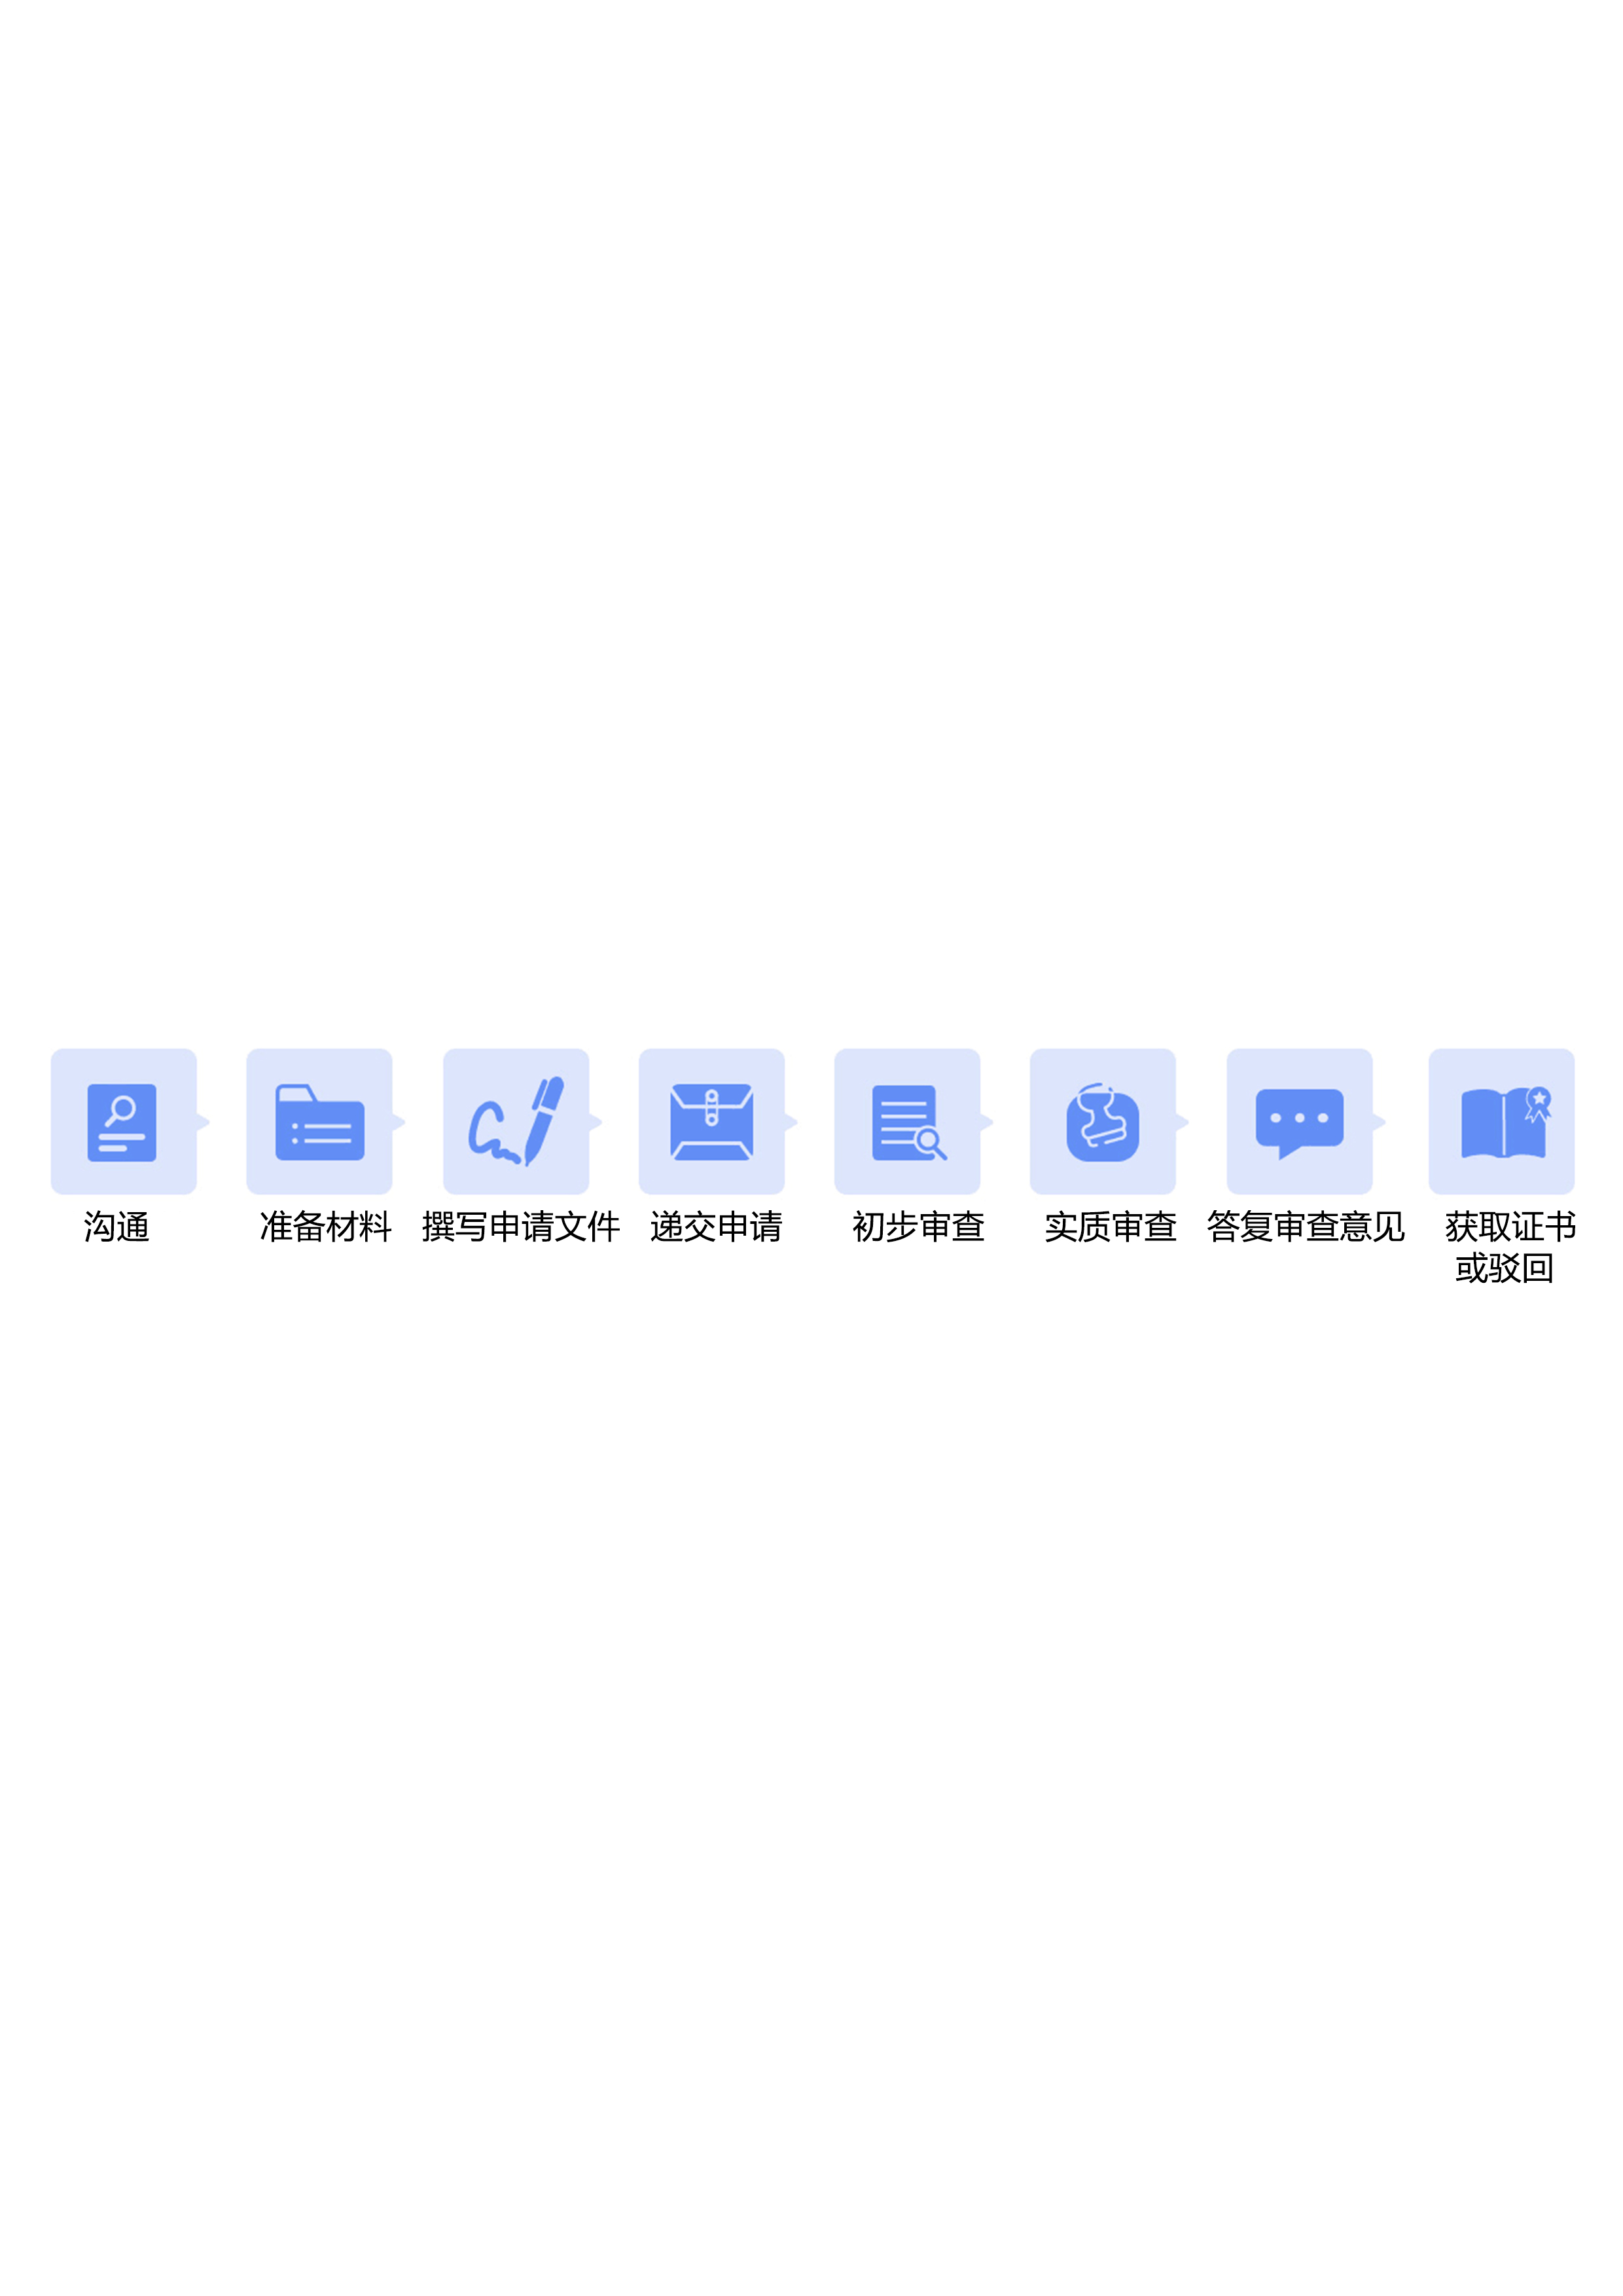 沟通
准备材料
撰写申请文件
递交申请
初步审查
实质审查
答复审查意见
获取证书
或驳回